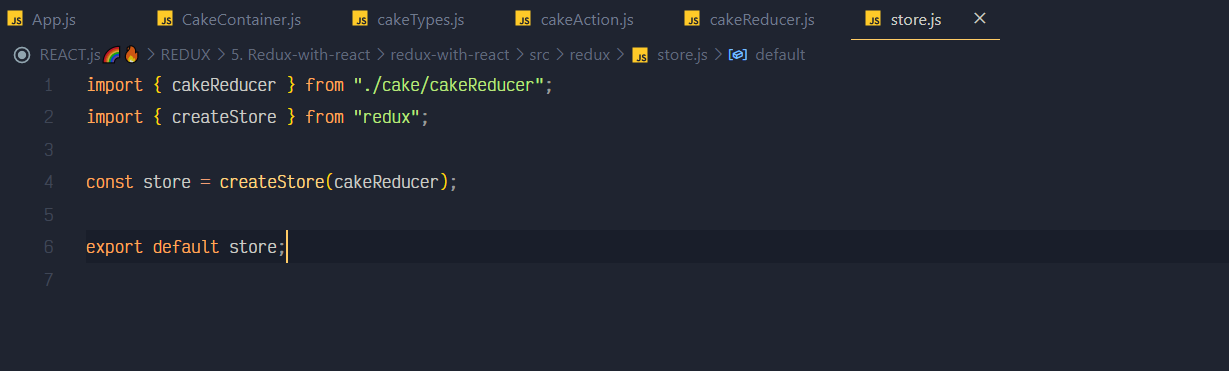 JS App.js JS CakeContainer.js JS cakeTypes.js JS cakeAction.js JS cakeReducer.js JS store.js ×
REACT.js🌈🔥 > REDUX > 5. Redux-with-react > redux-with-react > src > redux > JS store.js > default
1 import { cakeReducer } from "./cake/cakeReducer";
2 import { createStore } from "redux";
3
4 const store = createStore(cakeReducer);
5
6 export default store;
7